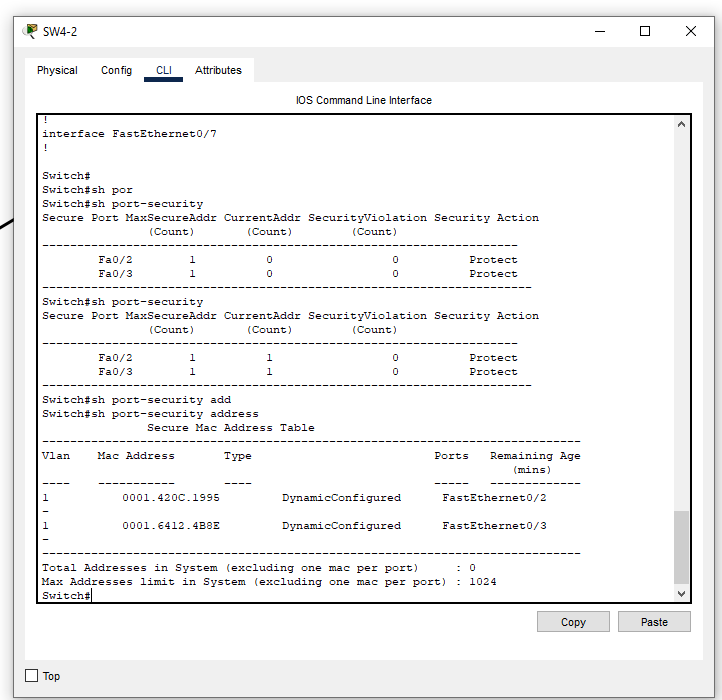 SW4-2
Physical Config CLI Attributes
IOS Command Line Interface
!
interface FastEthernet0/7
!
Switch#
Switch#sh por
Switch#sh port-security
Secure Port MaxSecureAddr CurrentAddr SecurityViolation Security Action
(Count) (Count) (Count)
--------------------------------------------------------------------
Fa0/2 1 0 0 Protect
Fa0/3 1 0 0 Protect
----------------------------------------------------------------------
Switch#sh port-security
Secure Port MaxSecureAddr CurrentAddr SecurityViolation Security Action
(Count) (Count) (Count)
--------------------------------------------------------------------
Fa0/2 1 1 0 Protect
Fa0/3 1 1 0 Protect
----------------------------------------------------------------------
Switch#sh port-security add
Switch#sh port-security address
Secure Mac Address Table
-----------------------------------------------------------------------------
Vlan Mac Address Type Ports Remaining Age
(mins)
---- ----------- ---- ----- -------------
1 0001.420C.1995 DynamicConfigured FastEthernet0/2
-
1 0001.6412.4B8E DynamicConfigured FastEthernet0/3
-
-----------------------------------------------------------------------------
Total Addresses in System (excluding one mac per port) : 0
Max Addresses limit in System (excluding one mac per port) : 1024
Switch#
Copy Paste
Top